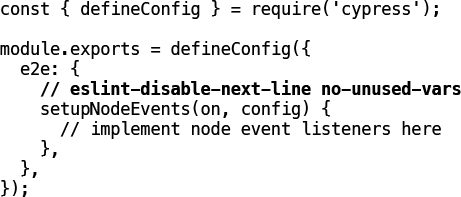 const { defineConfig } = require('cypress');

module.exports = defineConfig({
  e2e: {
    // eslint-disable-next-line no-unused-vars
    setupNodeEvents(on, config) {
      // implement node event listeners here
    },
  },
});